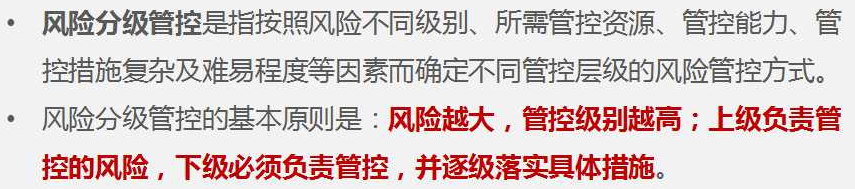 • 风险分级管控是指按照风险不同级别、所需管控资源、管控能力、管
控措施复杂及难易程度等因素而确定不同管控层级的风险管控方式。
• 风险分级管控的基本原则是：风险越大，管控级别越高；上级负责管
控的风险，下级必须负责管控，并逐级落实具体措施。